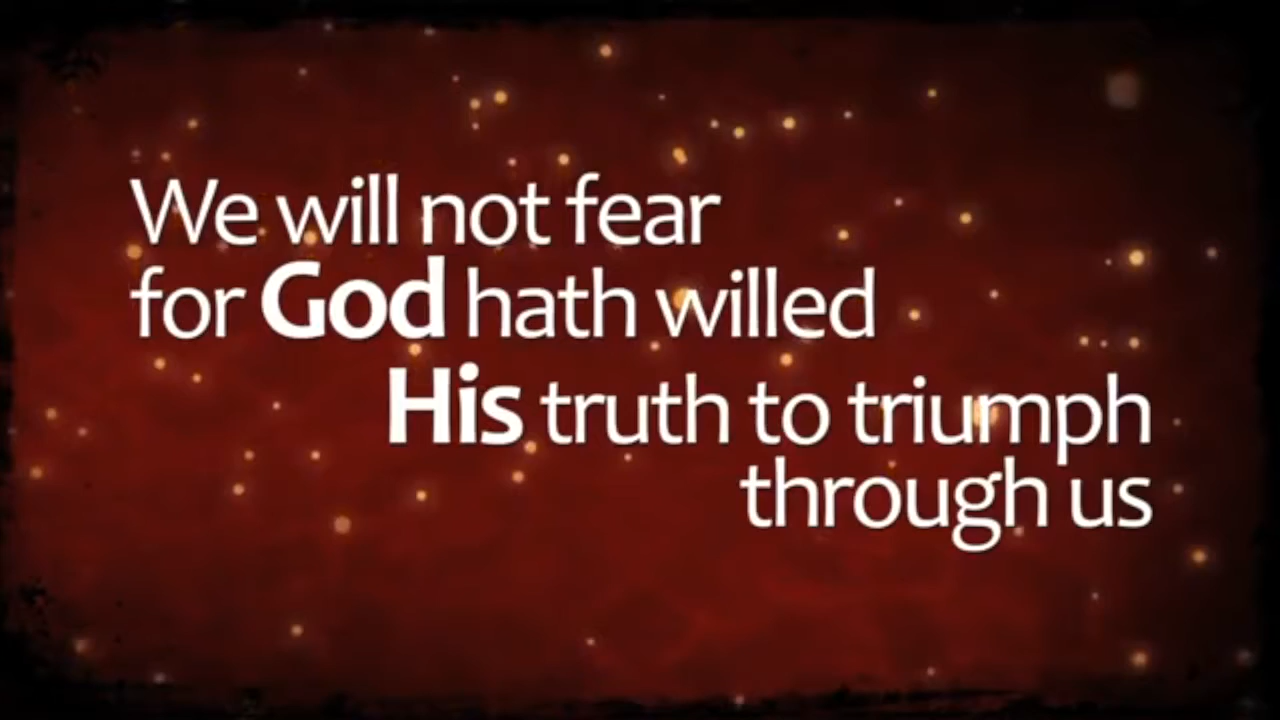 We will not fear
for God hath willed
His truth to triumph
through us